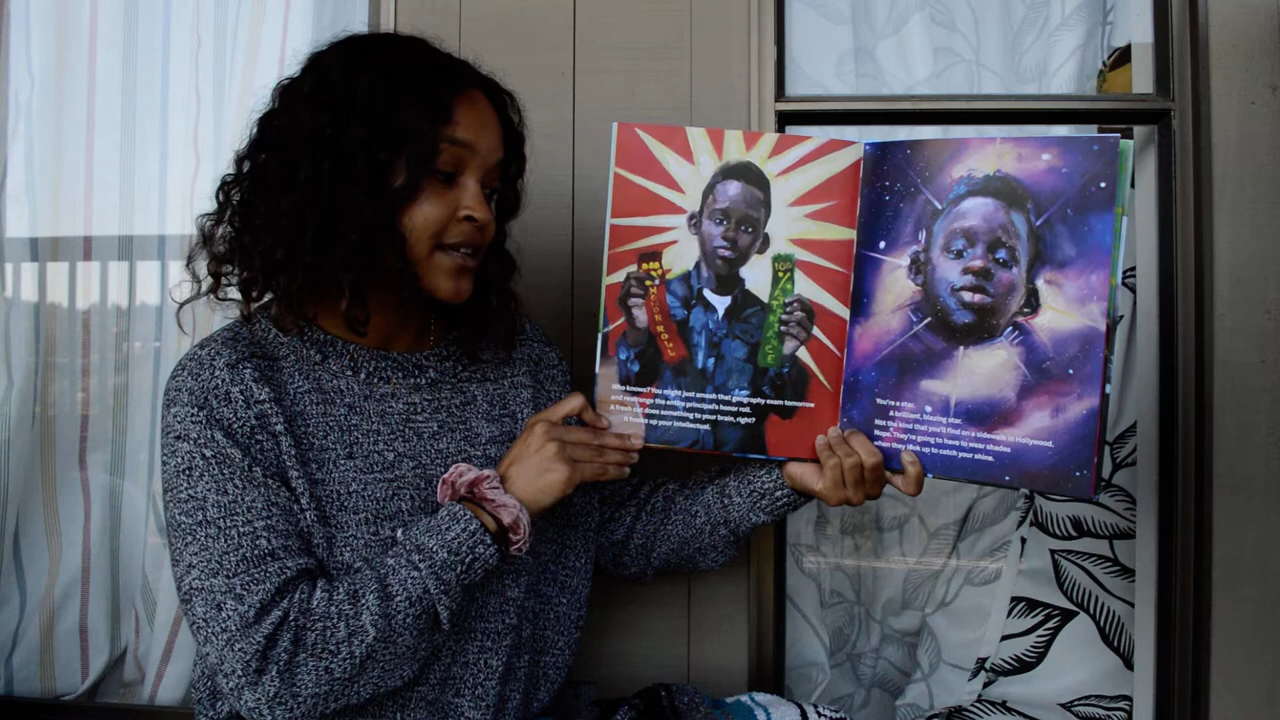 HONOR ROLL
100
% ATTENDANCE
Who knows? You might just smash that geography exam tomorrow
and rearrange the entire principal's honor roll.
A fresh cut does something to your brain, right?
It hooks up your intellectual.
You're a star.
A brilliant, blazing star.
Not the kind that you'll find on a sidewalk in Hollywood.
Nope. They're going to have to wear shades
when they look up to catch your shine.